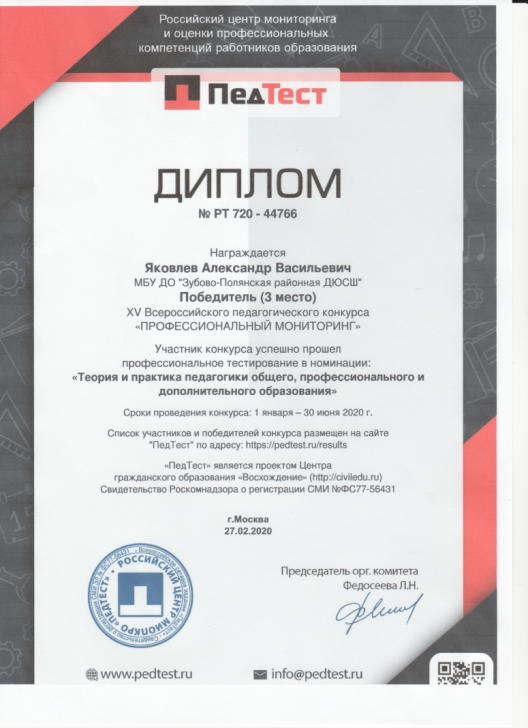 Российский центр мониторинга
и оценки профессиональных
компетенций работников образования
ПедТест
ДИПЛОМ
№ РТ 720 - 44766
Награждается
Яковлев Александр Васильевич
МБУ ДО "Зубово-Полянская районная ДЮСШ"
Победитель (3 место)
XV Всероссийского педагогического конкурса
«ПРОФЕССИОНАЛЬНЫЙ МОНИТОРИНГ»
Участник конкурса успешно прошел
профессиональное тестирование в номинации:
«Теория и практика педагогики общего, профессионального и
дополнительного образования»
Сроки проведения конкурса: 1 января – 30 июня 2020 г.
Список участников и победителей конкурса размещен на сайте
"ПедТест" по адресу: https://pedtest.ru/results
«ПедТест» является проектом Центра
гражданского образования «Восхождение» (http://civiledu.ru)
Свидетельство Роскомнадзора о регистрации СМИ №ФС77-56431
г.Москва
27.02.2020
РОССИЙСКИЙ ЦЕНТР МИОПКРО «ПЕДТЕСТ»
Председатель орг. комитета
Федосеева Л.Н.
www.pedtest.ru
info@pedtest.ru